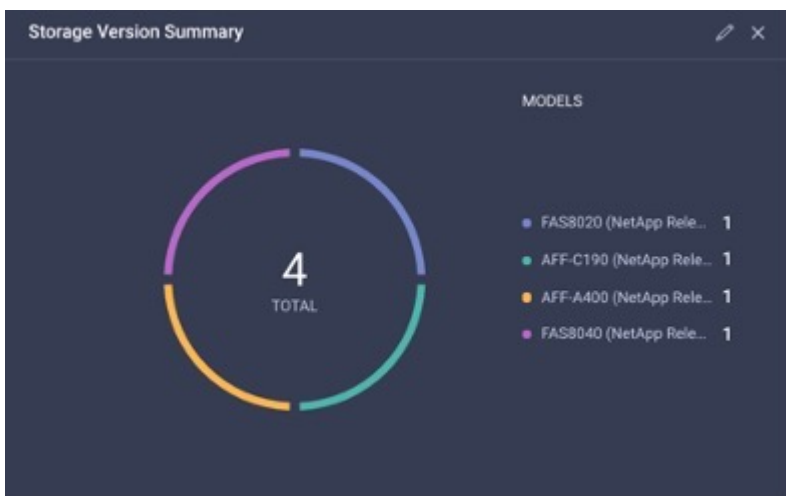 Storage Version Summary
MODELS
FAS8020 (NetApp Rele... 1
AFF-C190 (NetApp Rele... 1
AFF-A400 (NetApp Rele... 1
FAS8040 (NetApp Rele... 1
4
TOTAL